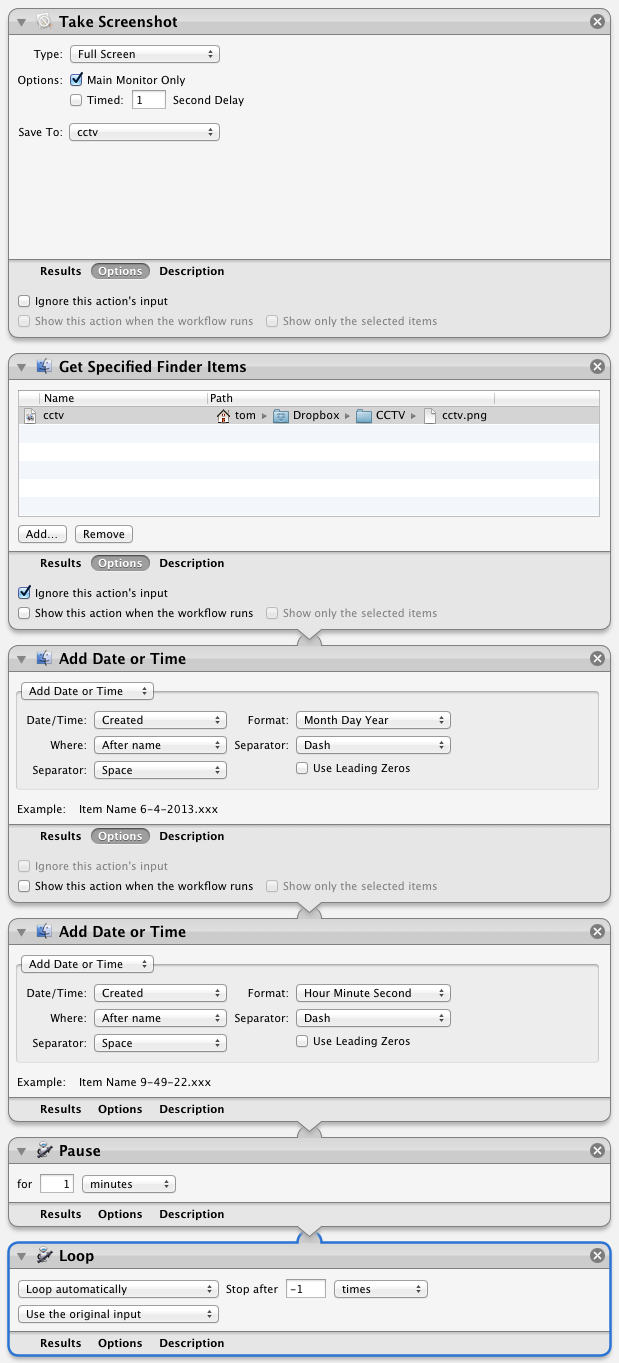 Take Screenshot
Type: Full Screen
Options: Main Monitor Only
Timed: 1 Second Delay
Save To: cctv
Results Options Description
Ignore this action's input
Show this action when the workflow runs Show only the selected items
Get Specified Finder Items
Name Path
cctv tom Dropbox CCTV cctv.png
Add... Remove
Results Options Description
Ignore this action's input
Show this action when the workflow runs Show only the selected items
Add Date or Time
Add Date or Time
Date/Time: Created Format: Month Day Year
Where: After name Separator: Dash
Separator: Space Use Leading Zeros
Example: Item Name 6-4-2013.xxx
Results Options Description
Ignore this action's input
Show this action when the workflow runs Show only the selected items
Add Date or Time
Add Date or Time
Date/Time: Created Format: Hour Minute Second
Where: After name Separator: Dash
Separator: Space Use Leading Zeros
Example: Item Name 9-49-22.xxx
Results Options Description
Pause
for 1 minutes
Results Options Description
Loop
Loop automatically Stop after -1 times
Use the original input
Results Options Description